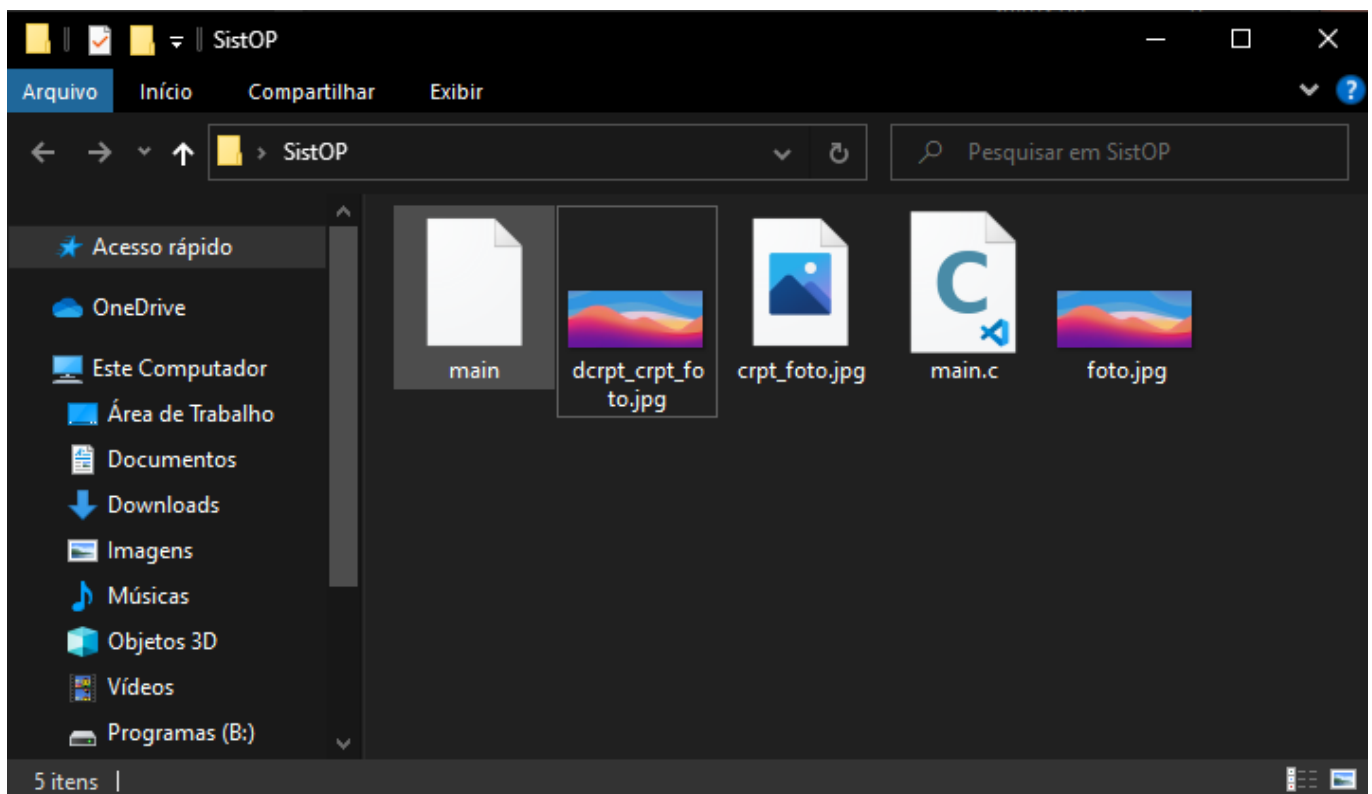 SistOP
Arquivo Início Compartilhar Exibir
SistOP
Pesquisar em SistOP
Acesso rápido
OneDrive
Este Computador
Área de Trabalho
Documentos
Downloads
Imagens
Músicas
Objetos 3D
Vídeos
Programas (B:)
main
dcrpt_crpt_fo
to.jpg
crpt_foto.jpg
C
main.c
foto.jpg
5 itens